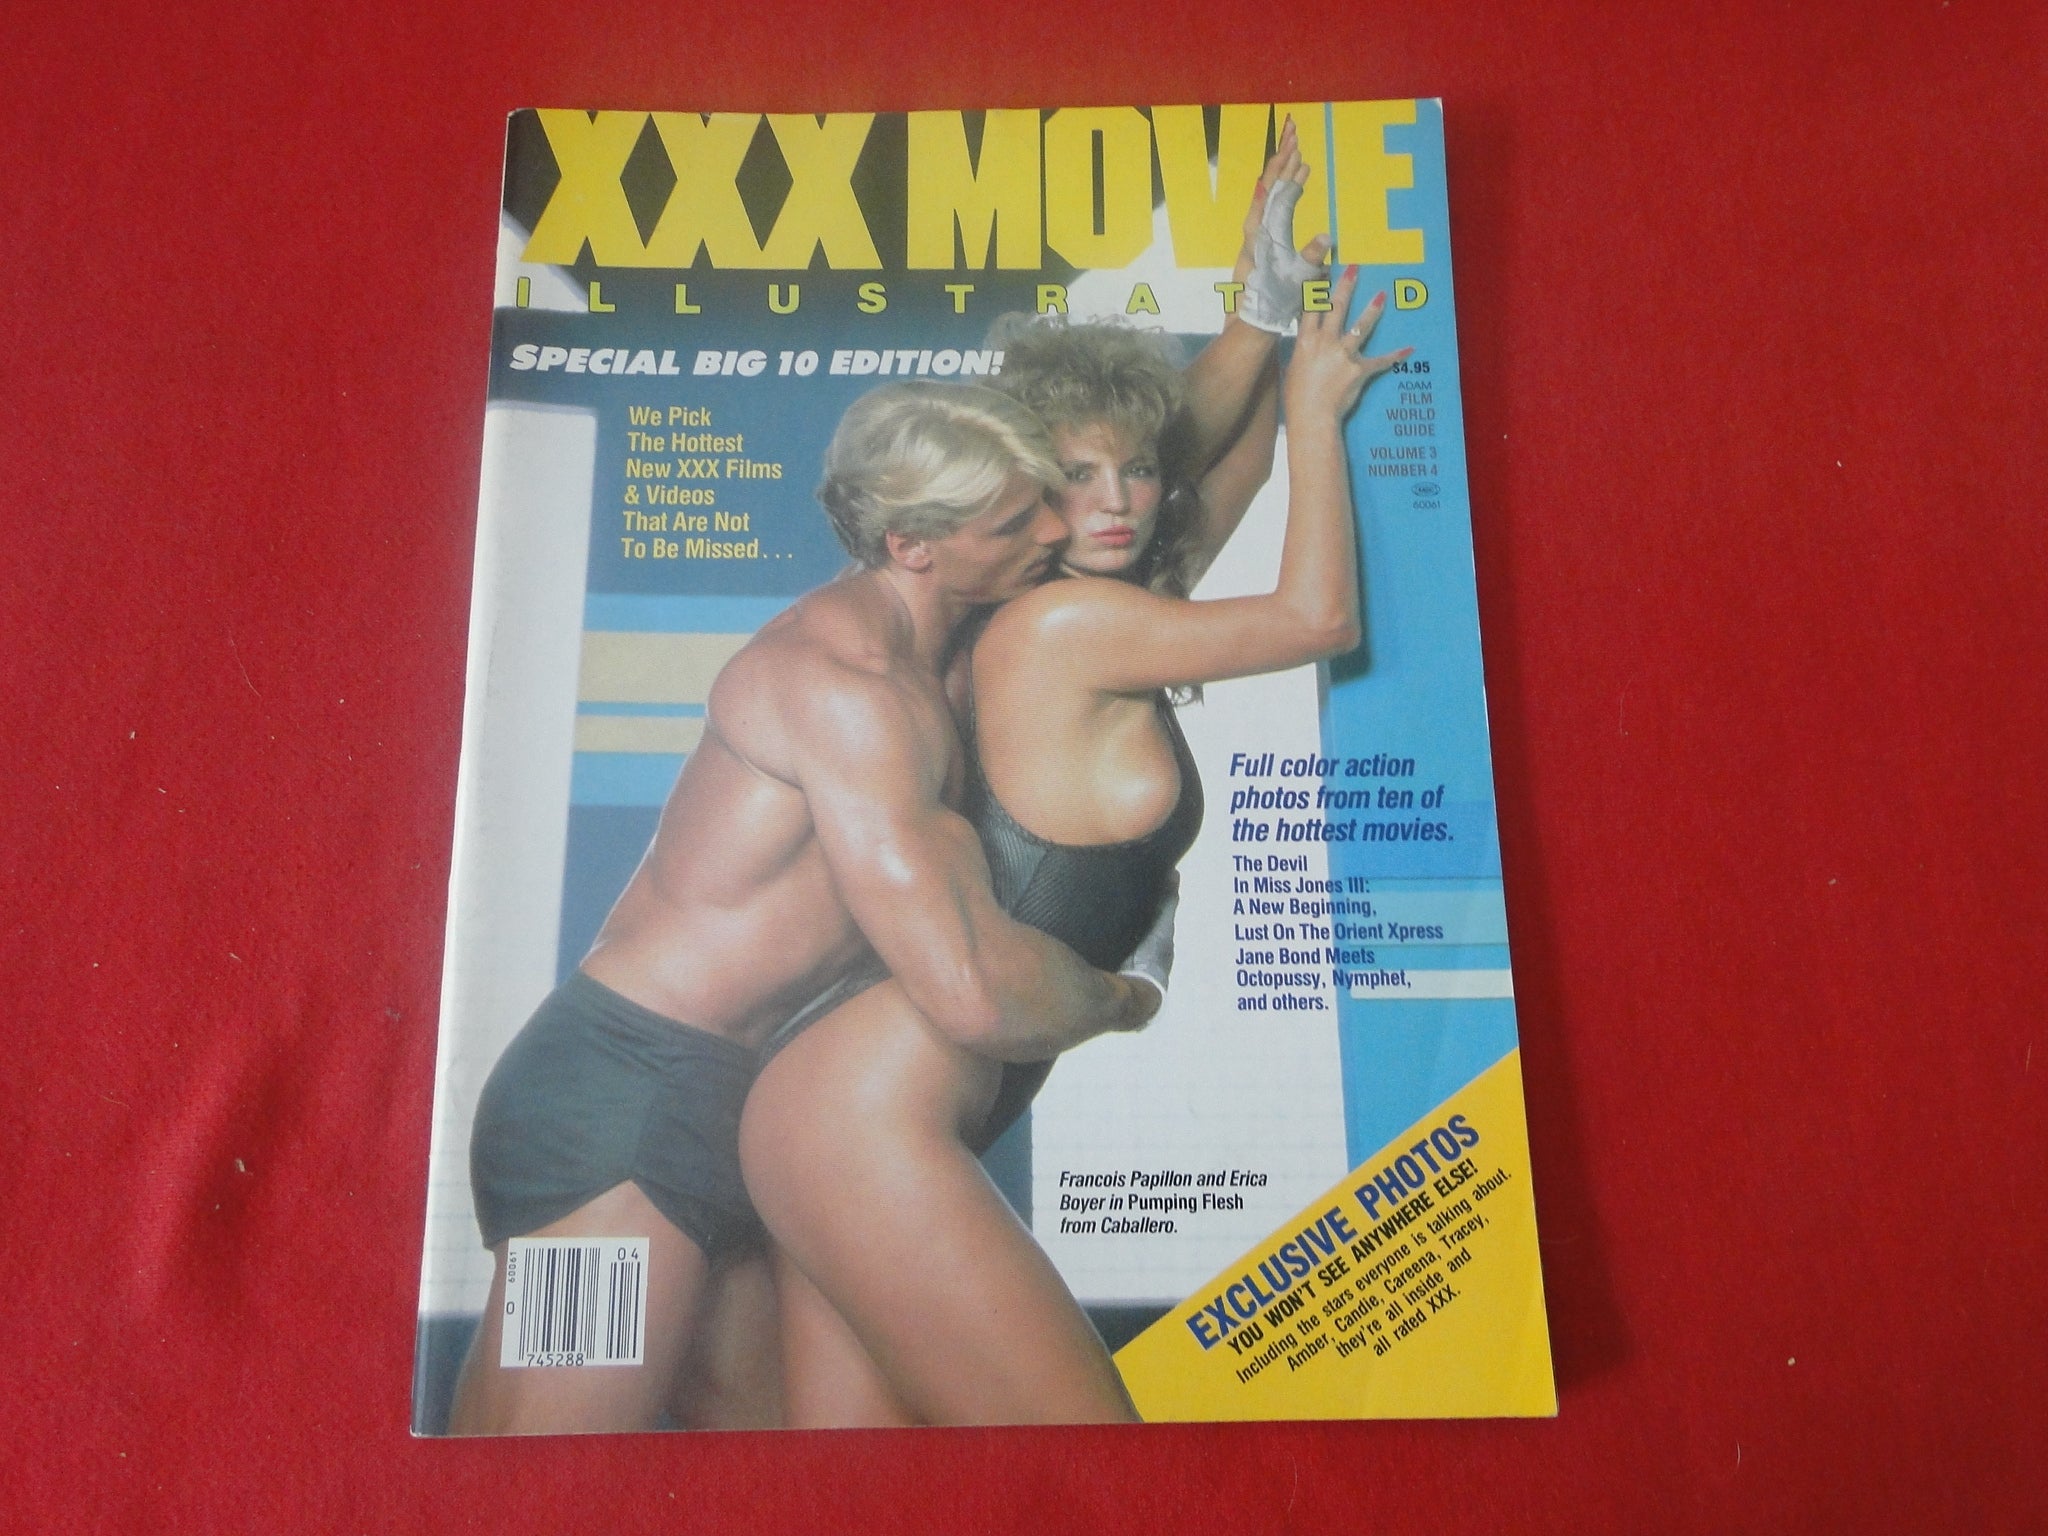 XXX MOVIE
ILLUSTRATED
SPECIAL BIG 10 EDITION!
We Pick
The Hottest
New XXX Films
& Videos
That Are Not
To Be Missed...
$4.95
ADAM
FILM
WORLD
GUIDE
VOLUME 3
NUMBER 4
60061
Full color action
photos from ten of
the hottest movies.
The Devil
In Miss Jones III:
A New Beginning,
Lust On The Orient Xpress
Jane Bond Meets
Octopussy, Nymphet,
and others.
Francois Papillon and Erica
Boyer in Pumping Flesh
from Caballero.
EXCLUSIVE PHOTOS
YOU WON'T SEE ANYWHERE ELSE!
Including the stars everyone is talking about.
Amber, Candie, Careena, Tracey,
they're all inside and
all rated XXX.
0 60061
04
745288